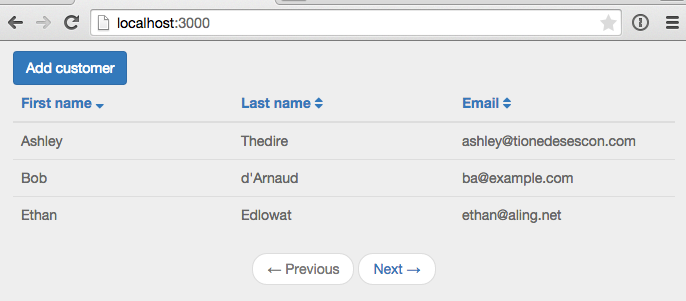 localhost:3000
Add customer
First name Last name Email
Ashley Thedire ashley@tionedesescon.com
Bob d'Arnaud ba@example.com
Ethan Edlowat ethan@aling.net
← Previous Next →